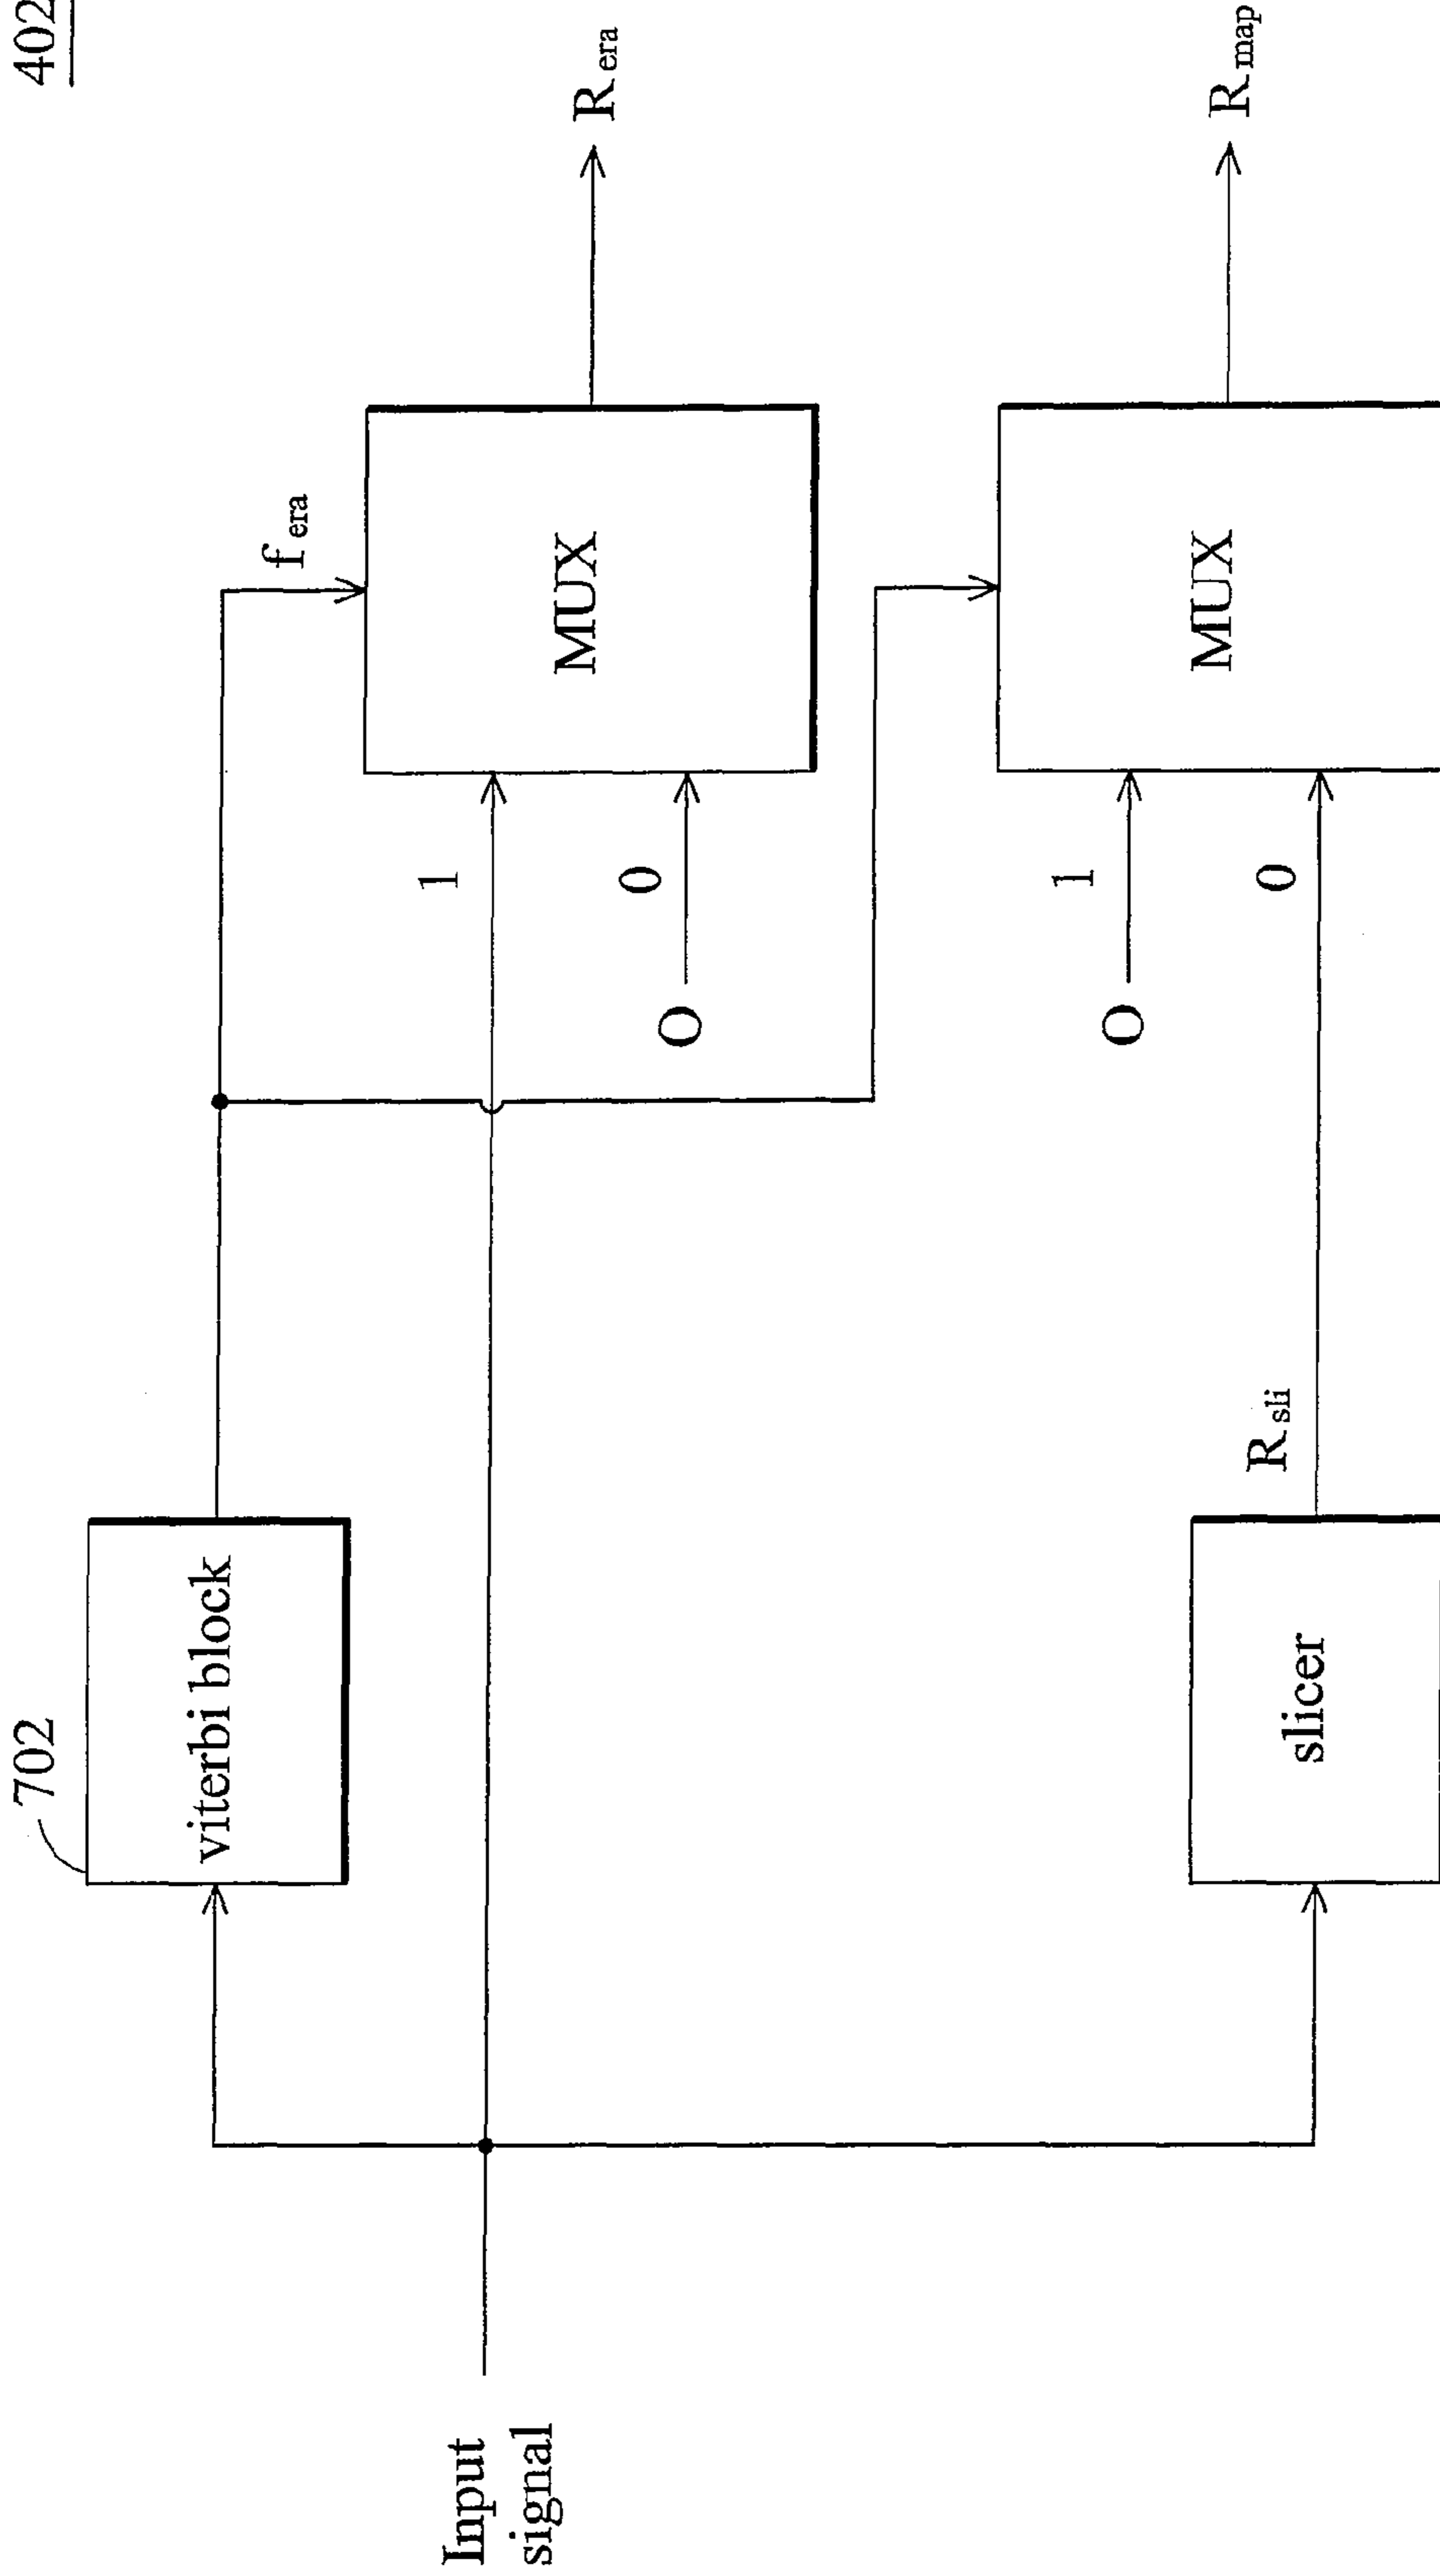 402
702
viterbi block
f era
MUX
R era
1
0
O
Input
signal
1
0
O
MUX
R map
R sli
slicer